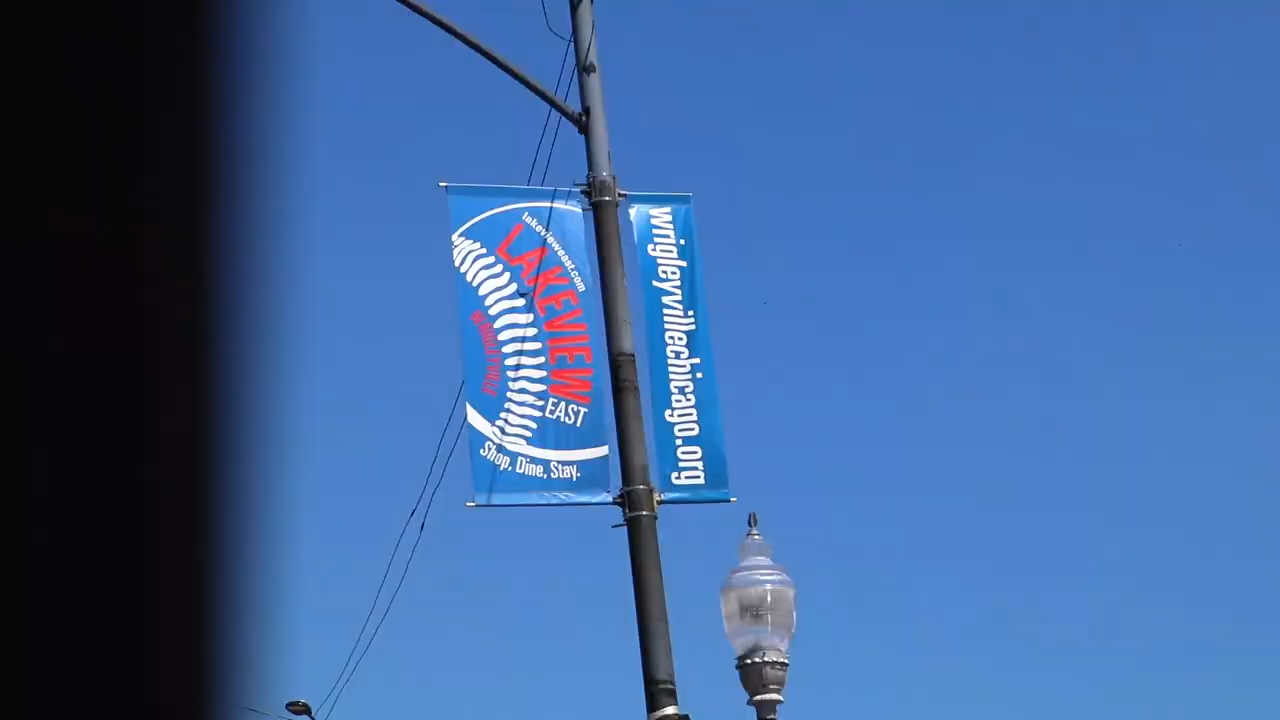 lakevieweast.com
LAKEVIEW
EAST
Shop, Dine, Stay.
wrigleyvillechicago.org